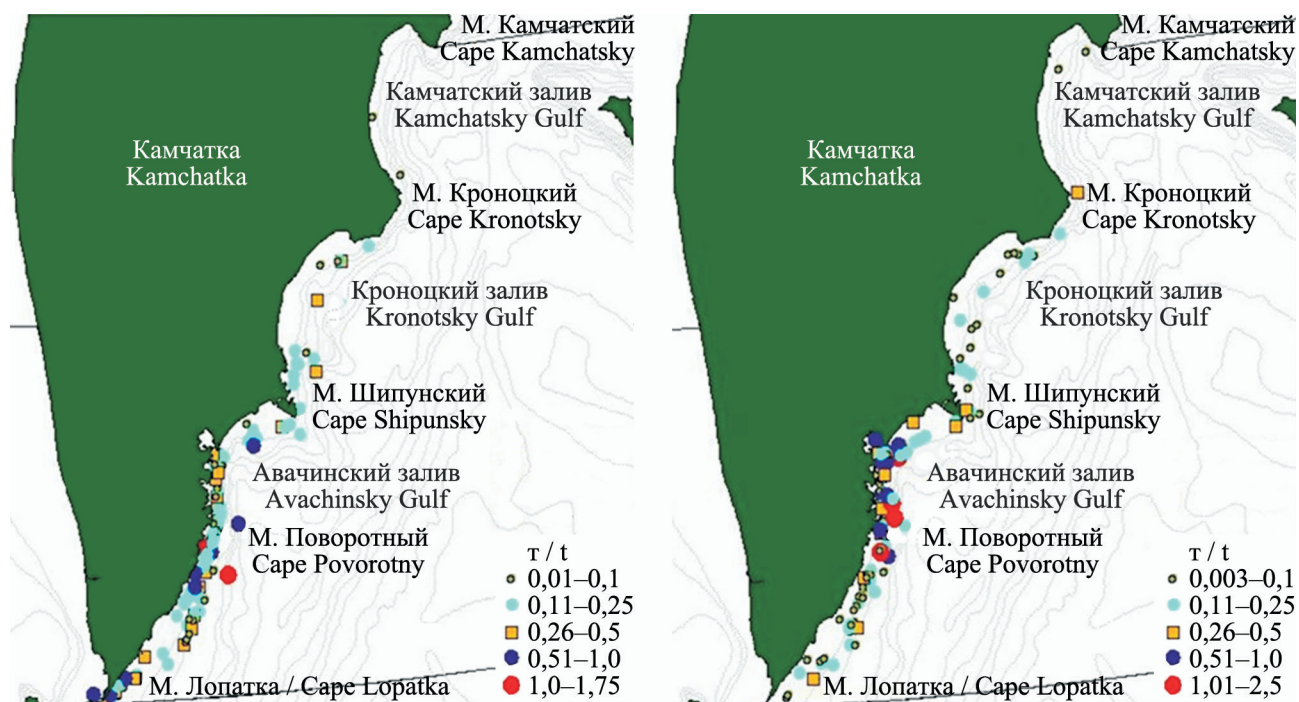 М. Камчатский
Cape Kamchatsky
Камчатский залив
Kamchatsky Gulf
Камчатка
Kamchatka
М. Кроноцкий
Cape Kronotsky
Кроноцкий залив
Kronotsky Gulf
М. Шипунский
Cape Shipunsky
Авачинский залив
Avachinsky Gulf
М. Поворотный
Cape Povorotny
т / t
0,01–0,1
0,11–0,25
0,26–0,5
0,51–1,0
1,0–1,75
М. Лопатка / Cape Lopatka
М. Камчатский
Cape Kamchatsky
Камчатский залив
Kamchatsky Gulf
Камчатка
Kamchatka
М. Кроноцкий
Cape Kronotsky
Кроноцкий залив
Kronotsky Gulf
М. Шипунский
Cape Shipunsky
Авачинский залив
Avachinsky Gulf
М. Поворотный
Cape Povorotny
т / t
0,003–0,1
0,11–0,25
0,26–0,5
0,51–1,0
1,01–2,5
М. Лопатка / Cape Lopatka